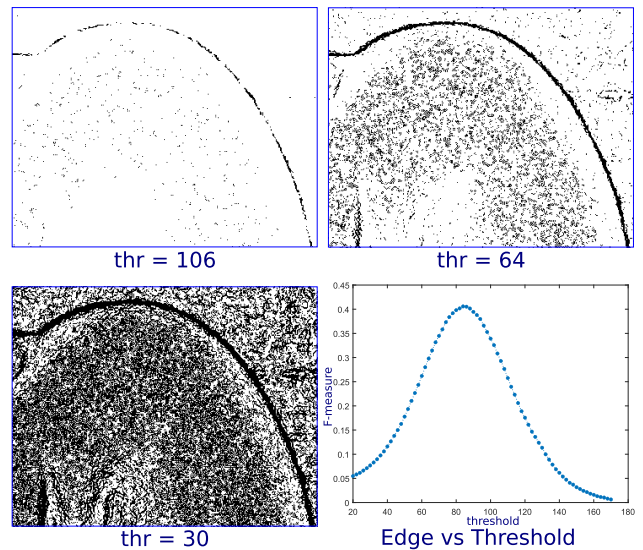 thr = 106
thr = 64
thr = 30
0.45
0.4
0.35
0.3
0.25
0.2
0.15
0.1
0.05
0
F-measure
20 40 60 80 100 120 140 160 180
threshold
Edge vs Threshold